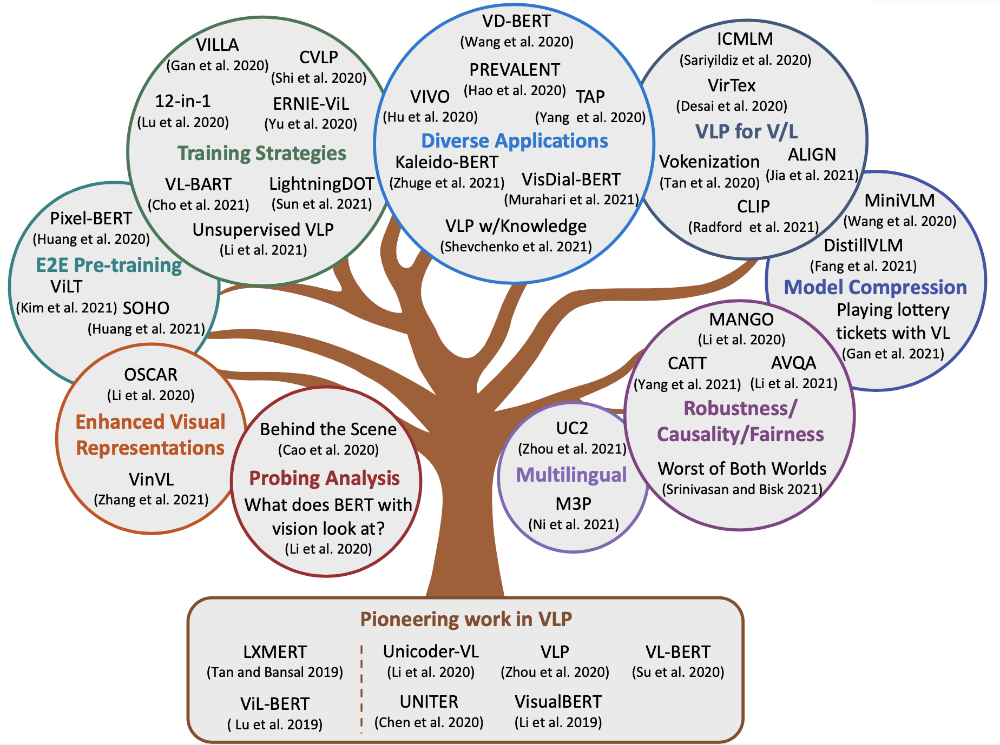 VILLA
(Gan et al. 2020)
CVLP
(Shi et al. 2020)
12-in-1
(Lu et al. 2020)
ERNIE-ViL
(Yu et al. 2020)
Training Strategies
VL-BART
(Cho et al. 2021)
LightningDOT
(Sun et al. 2021)
Unsupervised VLP
(Li et al. 2021)
VD-BERT
(Wang et al. 2020)
PREVALENT
(Hao et al. 2020)
VIVO
(Hu et al. 2020)
TAP
(Yang et al. 2020)
Diverse Applications
Kaleido-BERT
(Zhuge et al. 2021)
VisDial-BERT
(Murahari et al. 2021)
VLP w/Knowledge
(Shevchenko et al. 2021)
ICMLM
(Sariyildiz et al. 2020)
VirTex
(Desai et al. 2020)
VLP for V/L
Vokenization
(Tan et al. 2020)
ALIGN
(Jia et al. 2021)
CLIP
(Radford et al. 2021)
Pixel-BERT
(Huang et al. 2020)
E2E Pre-training
ViLT
(Kim et al. 2021)
SOHO
(Huang et al. 2021)
MiniVLM
(Wang et al. 2020)
DistillVLM
(Fang et al. 2021)
Model Compression
Playing lottery
tickets with VL
(Gan et al. 2021)
OSCAR
(Li et al. 2020)
Enhanced Visual
Representations
VinVL
(Zhang et al. 2021)
Behind the Scene
(Cao et al. 2020)
Probing Analysis
What does BERT with
vision look at?
(Li et al. 2020)
UC2
(Zhou et al. 2021)
Multilingual
M3P
(Ni et al. 2021)
MANGO
(Li et al. 2020)
CATT
(Yang et al. 2021)
AVQA
(Li et al. 2021)
Robustness/
Causality/Fairness
Worst of Both Worlds
(Srinivasan and Bisk 2021)
Pioneering work in VLP
LXMERT
(Tan and Bansal 2019)
ViL-BERT
( Lu et al. 2019)
Unicoder-VL
(Li et al. 2020)
VLP
(Zhou et al. 2020)
VL-BERT
(Su et al. 2020)
UNITER
(Chen et al. 2020)
VisualBERT
(Li et al. 2019)